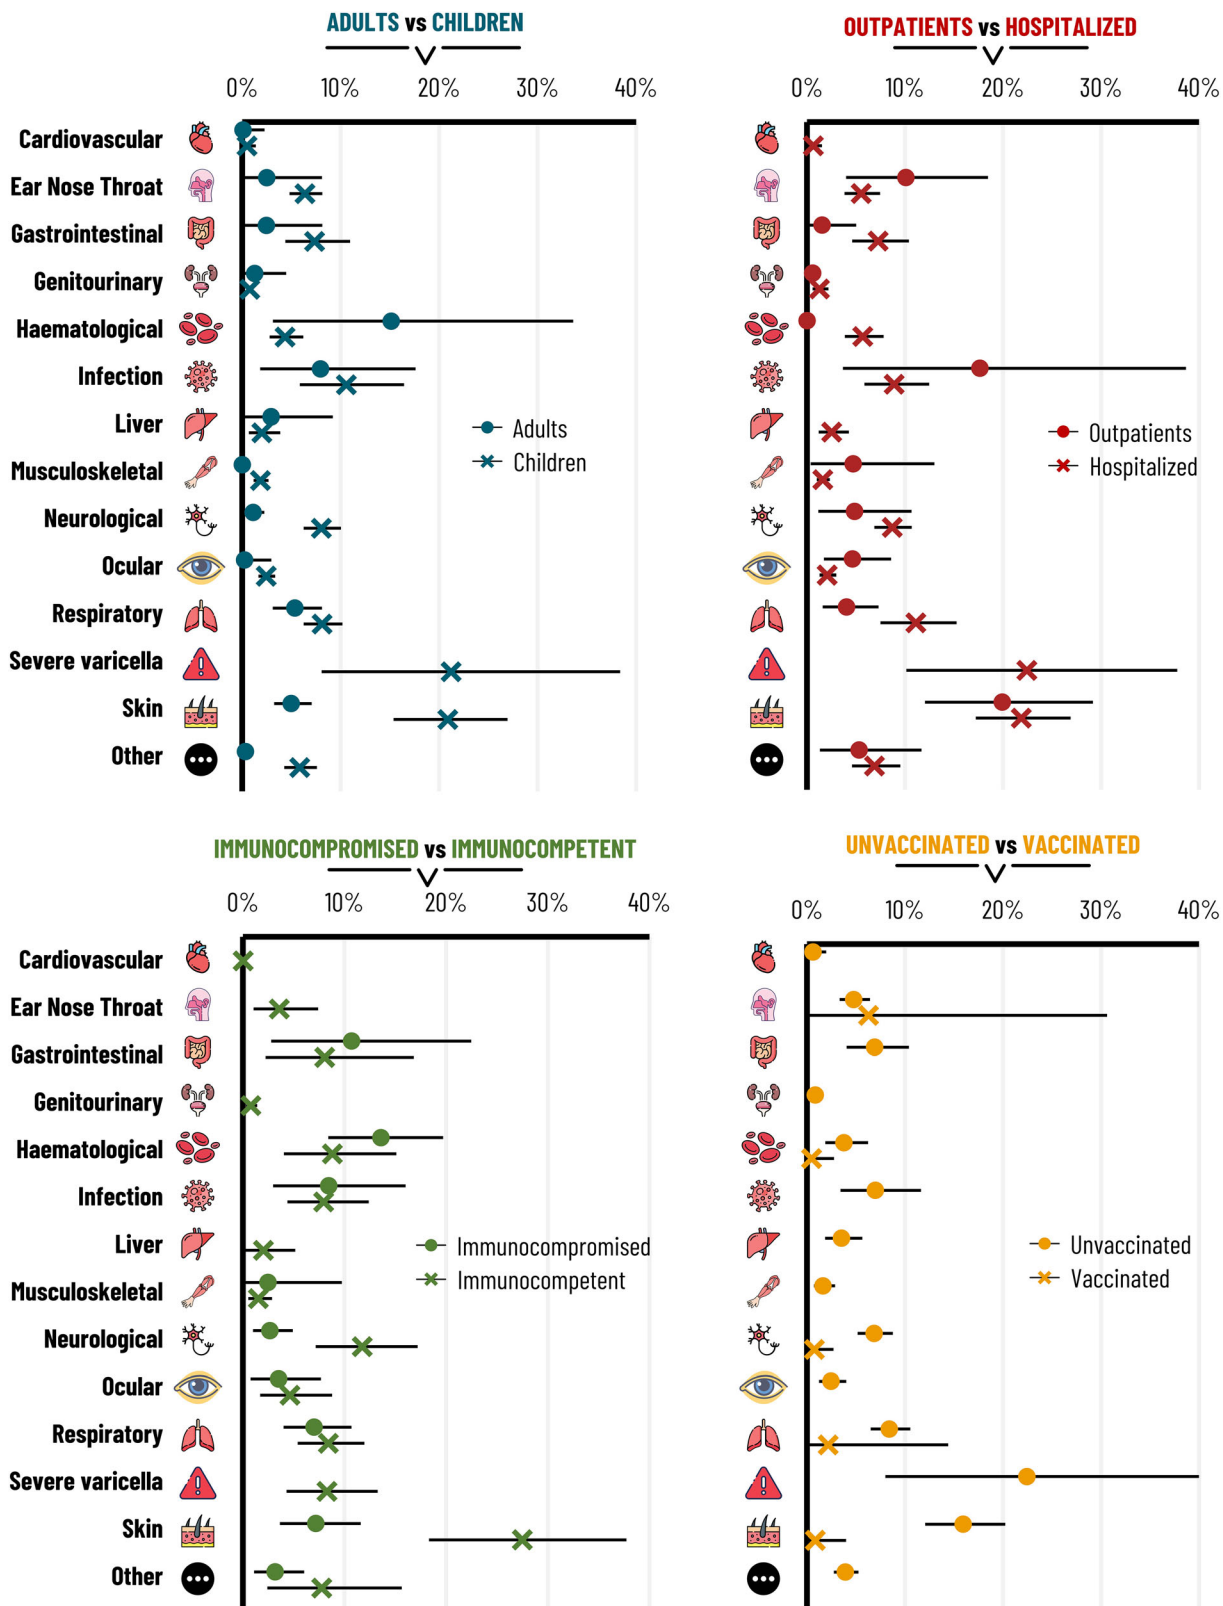 ADULTS vs CHILDREN
0% 10% 20% 30% 40%
Cardiovascular
Ear Nose Throat
Gastrointestinal
Genitourinary
Haematological
Infection
Liver
Musculoskeletal
Neurological
Ocular
Respiratory
Severe varicella
Skin
Other
Adults
Children
OUTPATIENTS vs HOSPITALIZED
0% 10% 20% 30% 40%
Outpatients
Hospitalized
IMMUNOCOMPROMISED vs IMMUNOCOMPETENT
0% 10% 20% 30% 40%
Cardiovascular
Ear Nose Throat
Gastrointestinal
Genitourinary
Haematological
Infection
Liver
Musculoskeletal
Neurological
Ocular
Respiratory
Severe varicella
Skin
Other
Immunocompromised
Immunocompetent
UNVACCINATED vs VACCINATED
0% 10% 20% 30% 40%
Unvaccinated
Vaccinated